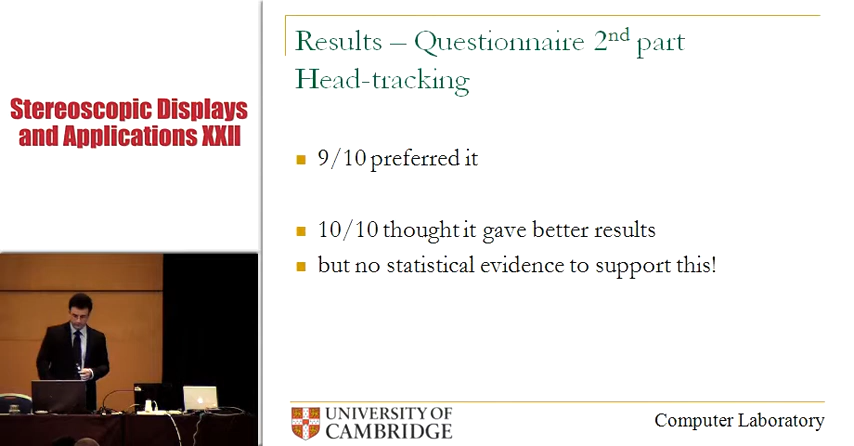 Stereoscopic Displays
and Applications XXII
Results – Questionnaire 2nd part
Head-tracking
9/10 preferred it
10/10 thought it gave better results
but no statistical evidence to support this!
UNIVERSITY OF
CAMBRIDGE
Computer Laboratory